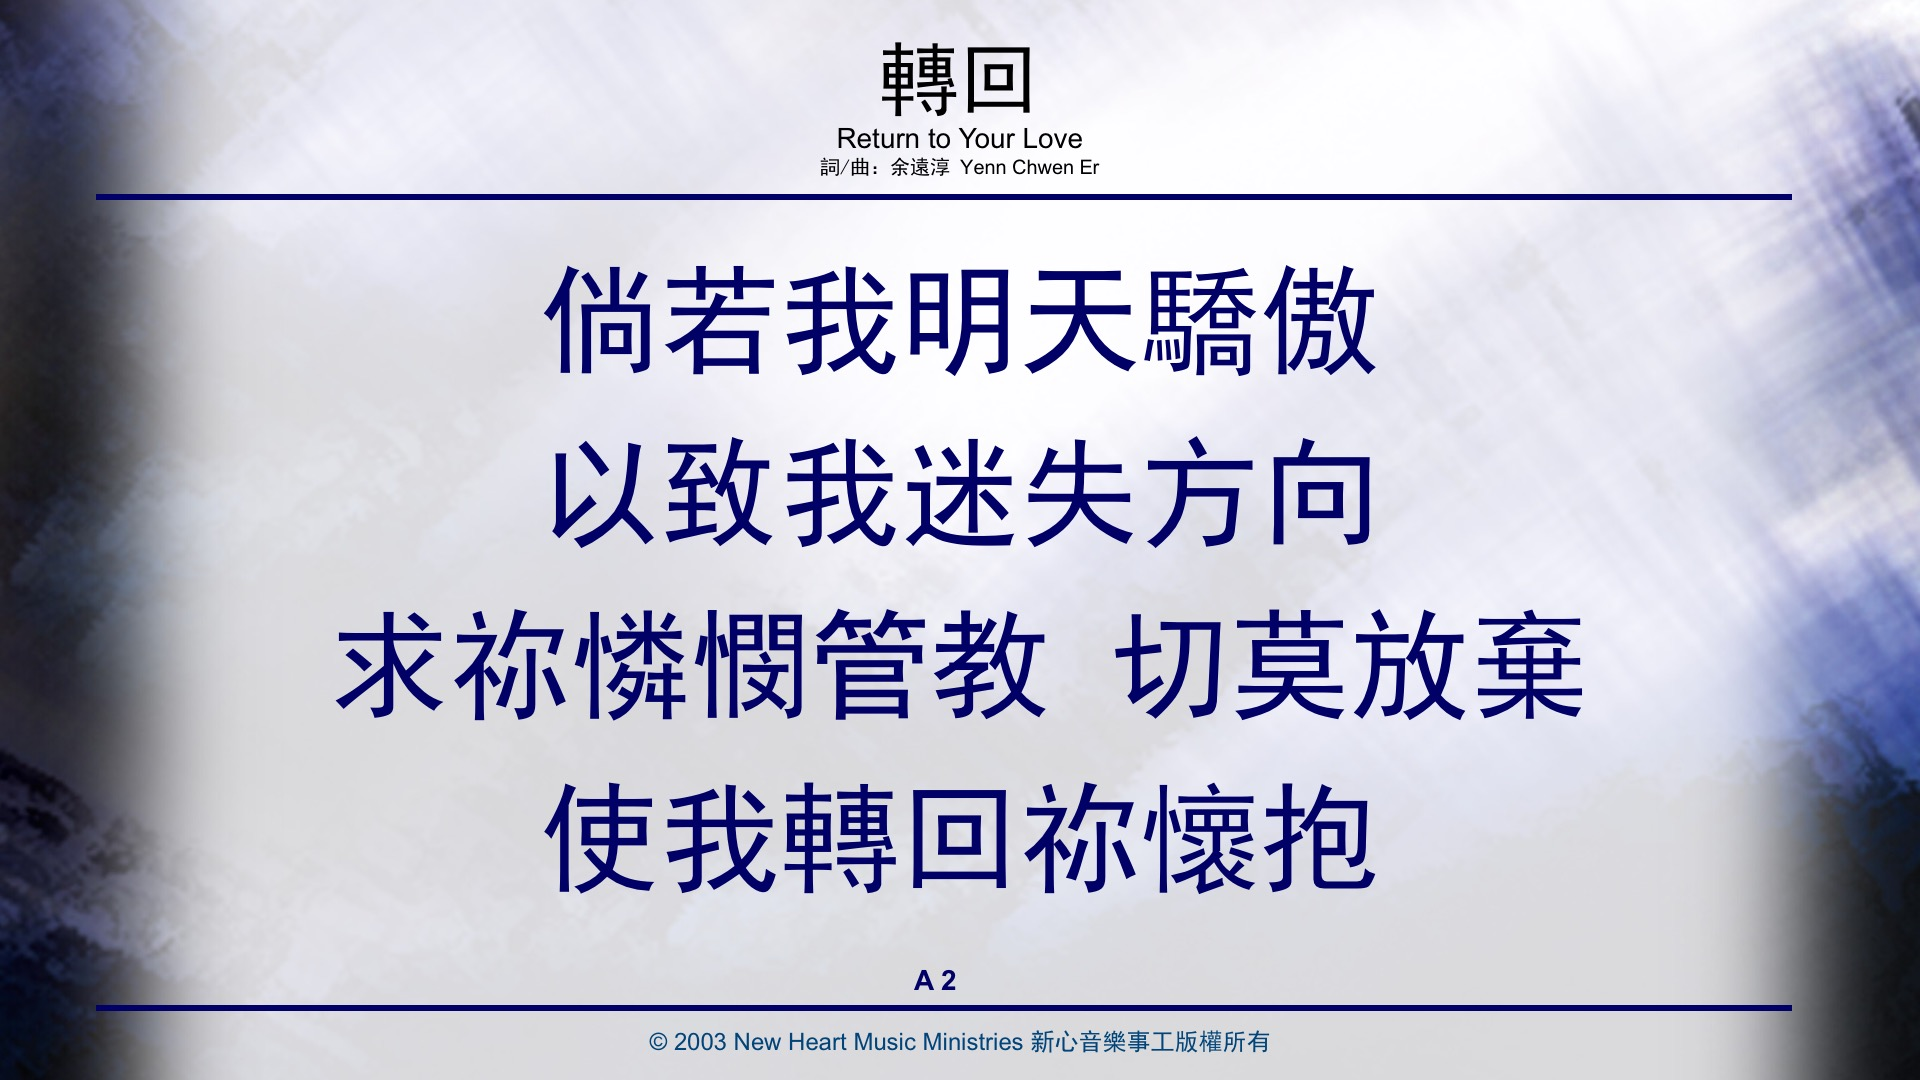 轉回
Return to Your Love
詞/曲：余遠淳 Yenn Chwen Er
倘若我明天驕傲
以致我迷失方向
求祢憐憫管教 切莫放棄
使我轉回祢懷抱
A 2
© 2003 New Heart Music Ministries 新心音樂事工版權所有